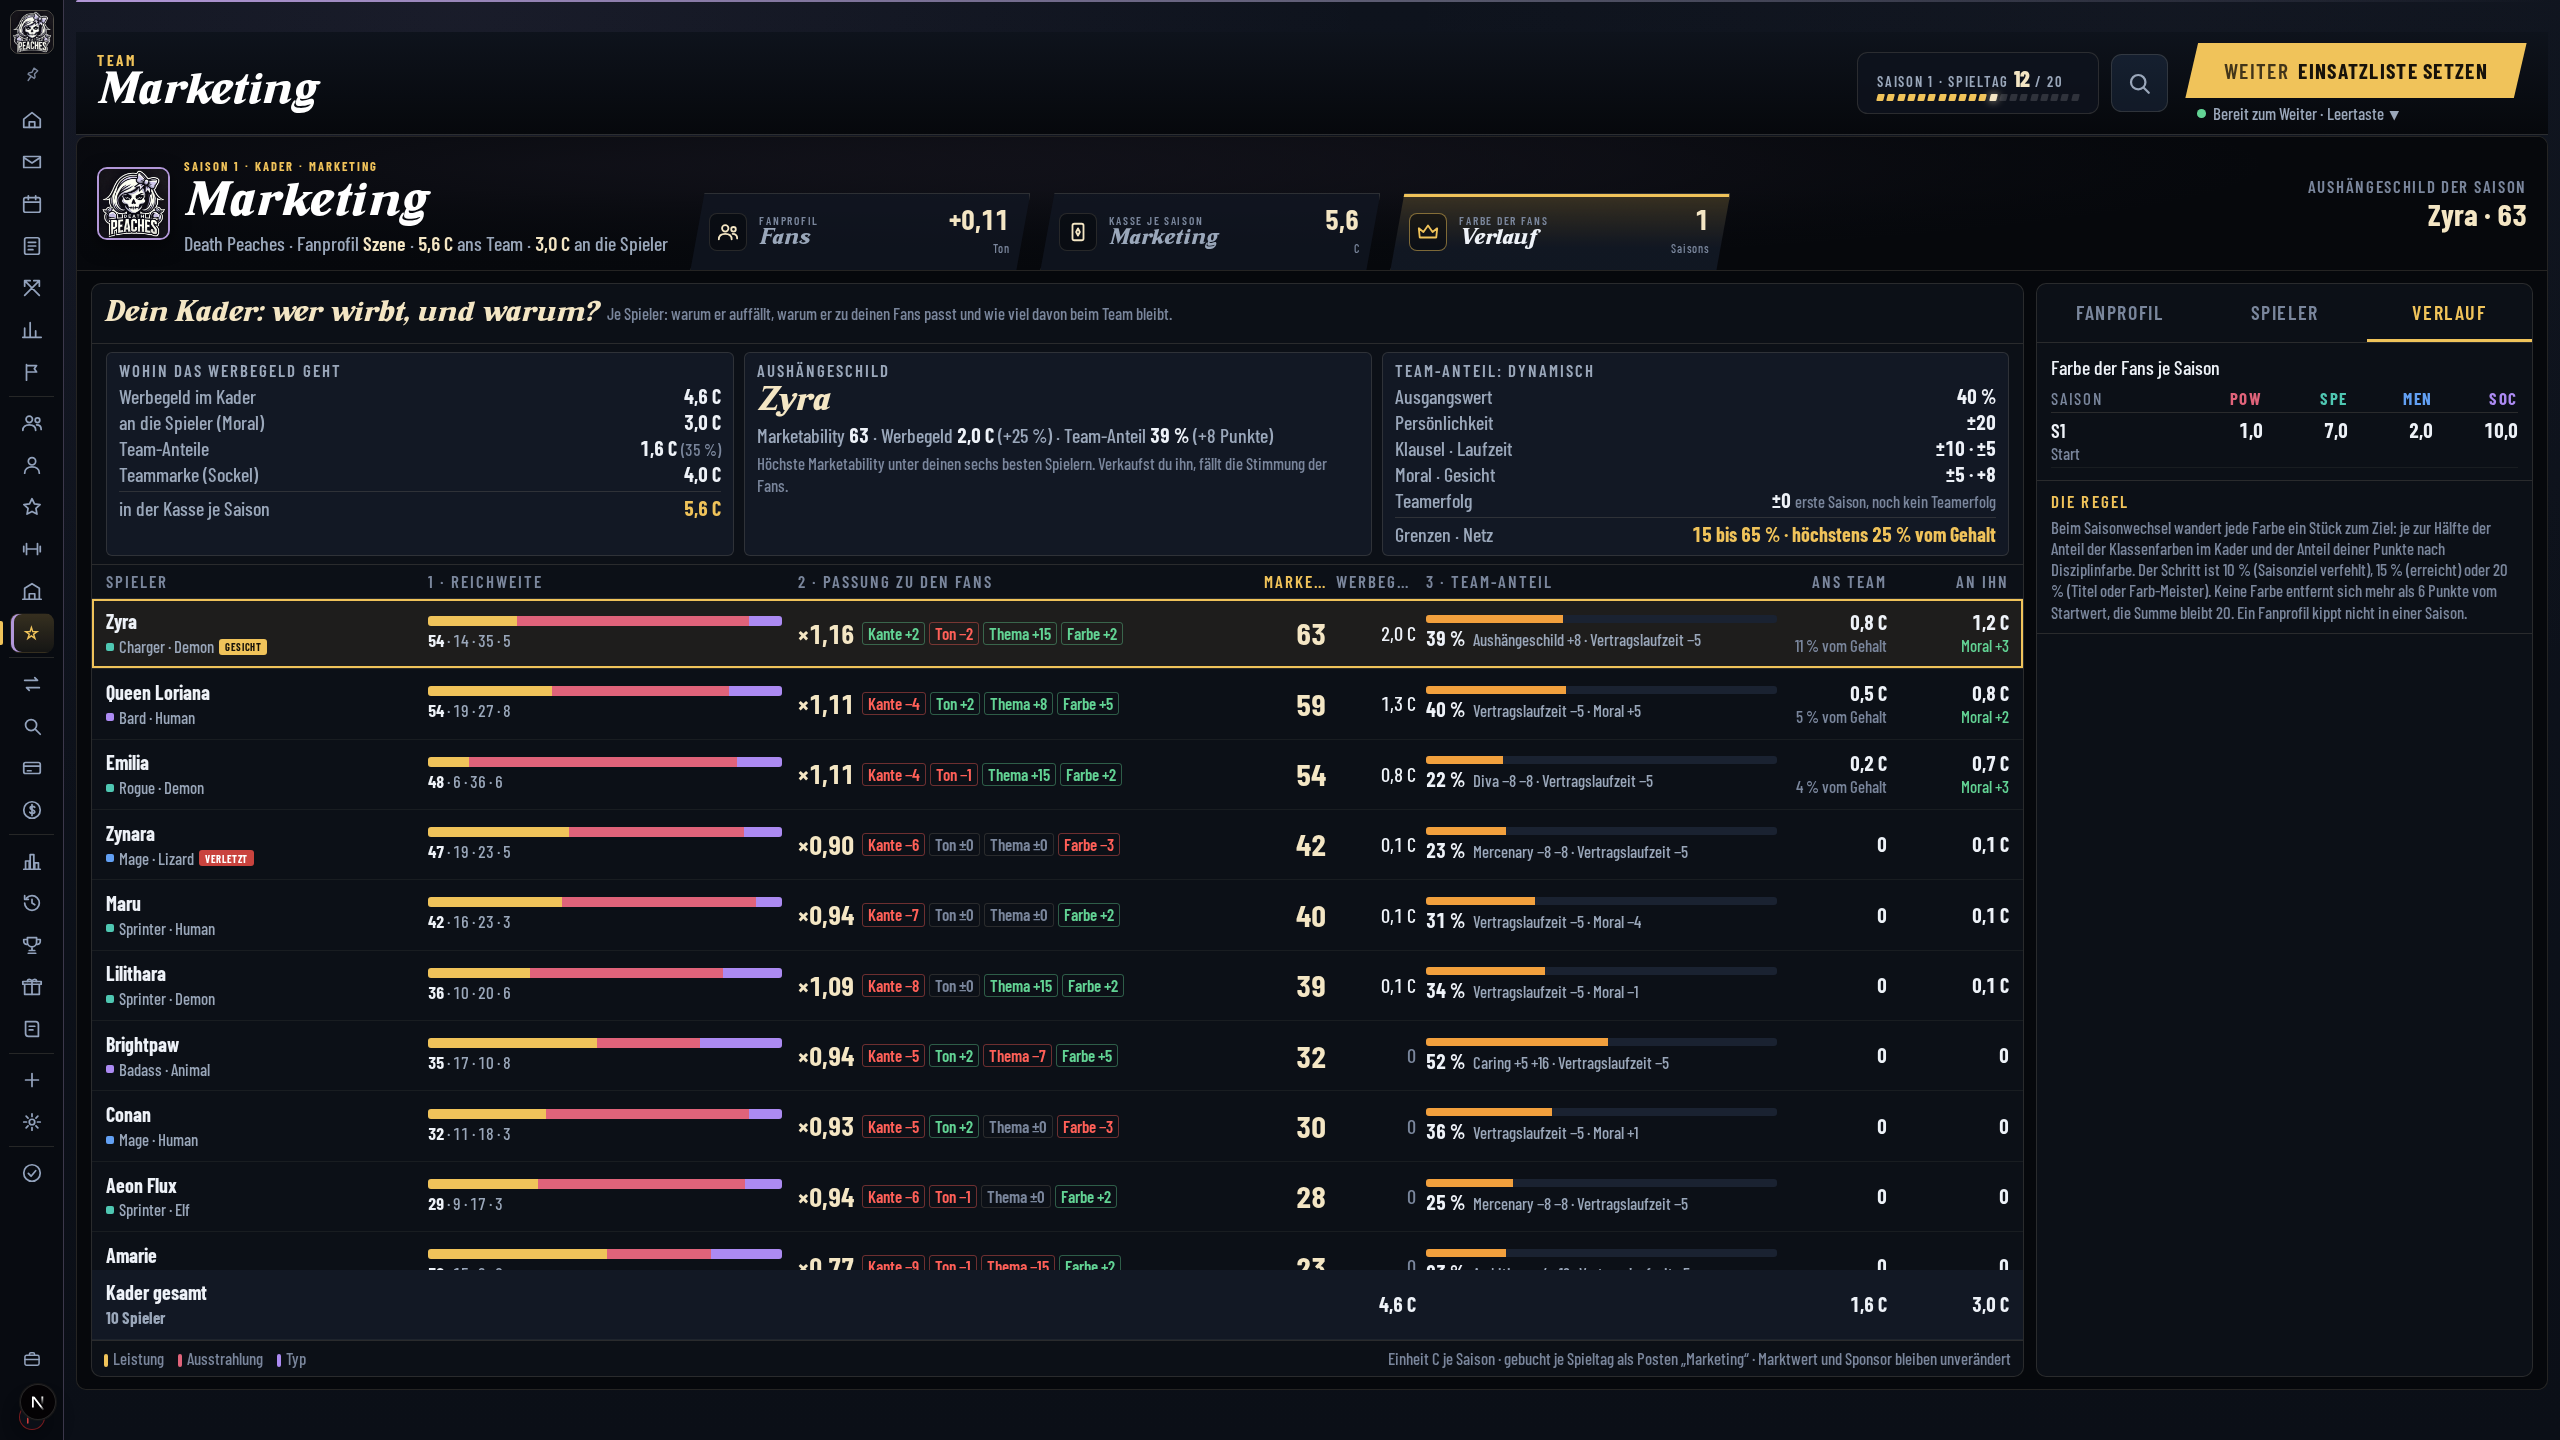 TEAM
Marketing
SAISON 1 · SPIELTAG 12 / 20
WEITER EINSATZLISTE SETZEN
Bereit zum Weiter · Leertaste ▼
PEACHES
SAISON 1 · KADER · MARKETING
Marketing
Death Peaches · Fanprofil Szene · 5,6 C ans Team · 3,0 C an die Spieler
FANPROFIL
Fans
+0,11
Ton
KASSE JE SAISON
Marketing
5,6
C
FARBE DER FANS
Verlauf
1
Saisons
AUSHÄNGESCHILD DER SAISON
Zyra · 63
Dein Kader: wer wirbt, und warum? Je Spieler: warum er auffällt, warum er zu deinen Fans passt und wie viel davon beim Team bleibt.
WOHIN DAS WERBEGELD GEHT
Werbegeld im Kader 4,6 C
an die Spieler (Moral) 3,0 C
Team-Anteile 1,6 C (35 %)
Teammarke (Sockel) 4,0 C
in der Kasse je Saison 5,6 C
AUSHÄNGESCHILD
Zyra
Marketability 63 · Werbegeld 2,0 C (+25 %) · Team-Anteil 39 % (+8 Punkte)
Höchste Marketability unter deinen sechs besten Spielern. Verkaufst du ihn, fällt die Stimmung der
Fans.
TEAM-ANTEIL: DYNAMISCH
Ausgangswert 40 %
Persönlichkeit ±20
Klausel · Laufzeit ±10 · ±5
Moral · Gesicht ±5 · +8
Teamerfolg ±0 erste Saison, noch kein Teamerfolg
Grenzen · Netz 15 bis 65 % · höchstens 25 % vom Gehalt
SPIELER 1 · REICHWEITE 2 · PASSUNG ZU DEN FANS MARKE… WERBEG… 3 · TEAM-ANTEIL ANS TEAM AN IHN
Zyra
Charger · Demon GESICHT
54 · 14 · 35 · 5
×1,16 Kante +2 Ton −2 Thema +15 Farbe +2 63 2,0 C
39 % Aushängeschild +8 · Vertragslaufzeit −5
0,8 C
11 % vom Gehalt
1,2 C
Moral +3
Queen Loriana
Bard · Human
54 · 19 · 27 · 8
×1,11 Kante −4 Ton +2 Thema +8 Farbe +5 59 1,3 C
40 % Vertragslaufzeit −5 · Moral +5
0,5 C
5 % vom Gehalt
0,8 C
Moral +2
Emilia
Rogue · Demon
48 · 6 · 36 · 6
×1,11 Kante −4 Ton −1 Thema +15 Farbe +2 54 0,8 C
22 % Diva −8 −8 · Vertragslaufzeit −5
0,2 C
4 % vom Gehalt
0,7 C
Moral +3
Zynara
Mage · Lizard VERLETZT
47 · 19 · 23 · 5
×0,90 Kante −6 Ton ±0 Thema ±0 Farbe −3 42 0,1 C
23 % Mercenary −8 −8 · Vertragslaufzeit −5
0 0,1 C
Maru
Sprinter · Human
42 · 16 · 23 · 3
×0,94 Kante −7 Ton ±0 Thema ±0 Farbe +2 40 0,1 C
31 % Vertragslaufzeit −5 · Moral −4
0 0,1 C
Lilithara
Sprinter · Demon
36 · 10 · 20 · 6
×1,09 Kante −8 Ton ±0 Thema +15 Farbe +2 39 0,1 C
34 % Vertragslaufzeit −5 · Moral −1
0 0,1 C
Brightpaw
Badass · Animal
35 · 17 · 10 · 8
×0,94 Kante −5 Ton +2 Thema −7 Farbe +5 32 0
52 % Caring +5 +16 · Vertragslaufzeit −5
0 0
Conan
Mage · Human
32 · 11 · 18 · 3
×0,93 Kante −5 Ton +2 Thema ±0 Farbe −3 30 0
36 % Vertragslaufzeit −5 · Moral +1
0 0
Aeon Flux
Sprinter · Elf
29 · 9 · 17 · 3
×0,94 Kante −6 Ton −1 Thema ±0 Farbe +2 28 0
25 % Mercenary −8 −8 · Vertragslaufzeit −5
0 0
Amarie
×0,77 Kante −9 Ton −1 Thema −15 Farbe +2 23 0
0 0
Kader gesamt
10 Spieler
4,6 C 1,6 C 3,0 C
Leistung Ausstrahlung Typ
Einheit C je Saison · gebucht je Spieltag als Posten „Marketing“ · Marktwert und Sponsor bleiben unverändert
FANPROFIL SPIELER VERLAUF
Farbe der Fans je Saison
SAISON POW SPE MEN SOC
S1 1,0 7,0 2,0 10,0
Start
DIE REGEL
Beim Saisonwechsel wandert jede Farbe ein Stück zum Ziel: je zur Hälfte der
Anteil der Klassenfarben im Kader und der Anteil deiner Punkte nach
Disziplinfarbe. Der Schritt ist 10 % (Saisonziel verfehlt), 15 % (erreicht) oder 20
% (Titel oder Farb-Meister). Keine Farbe entfernt sich mehr als 6 Punkte vom
Startwert, die Summe bleibt 20. Ein Fanprofil kippt nicht in einer Saison.
N